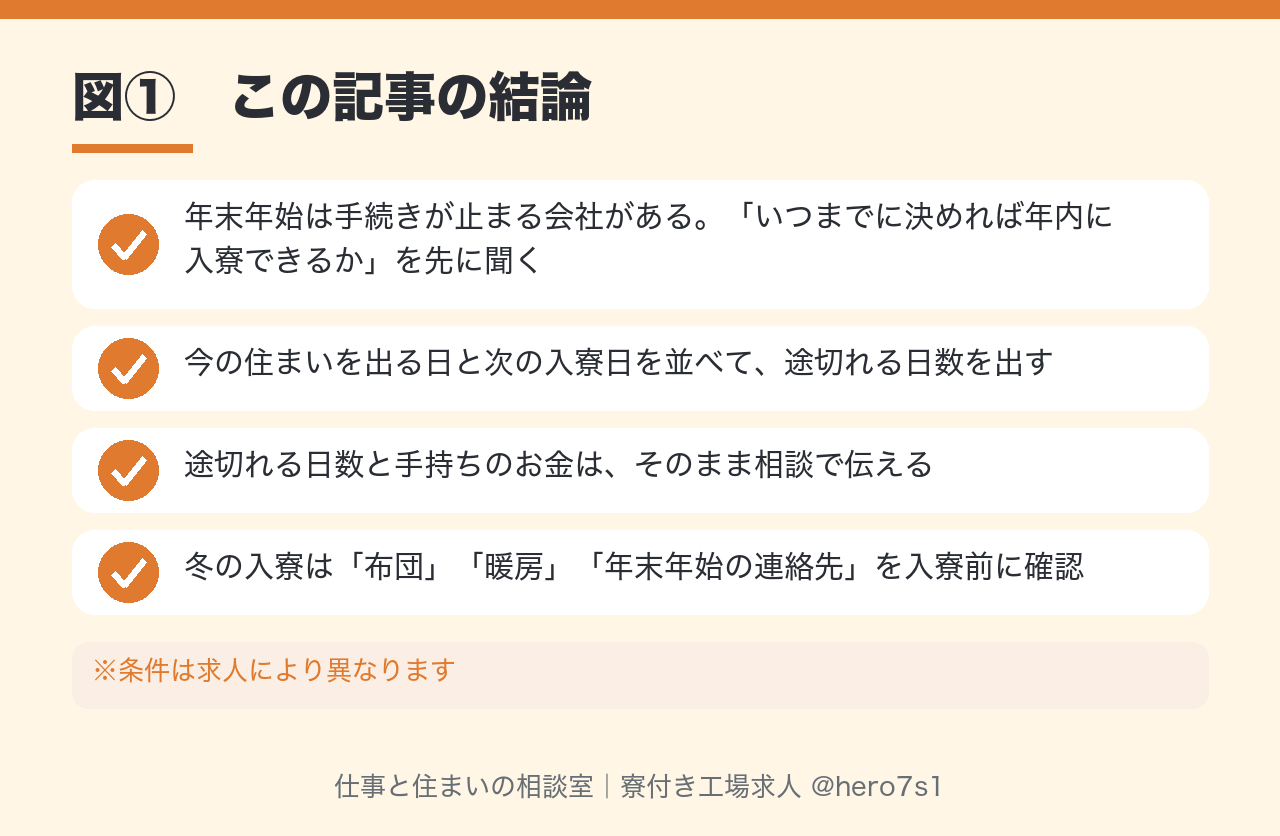 図①　この記事の結論
年末年始は手続きが止まる会社がある。「いつまでに決めれば年内に
入寮できるか」を先に聞く
今の住まいを出る日と次の入寮日を並べて、途切れる日数を出す
途切れる日数と手持ちのお金は、そのまま相談で伝える
冬の入寮は「布団」「暖房」「年末年始の連絡先」を入寮前に確認
※条件は求人により異なります
仕事と住まいの相談室｜寮付き工場求人 @hero7s1